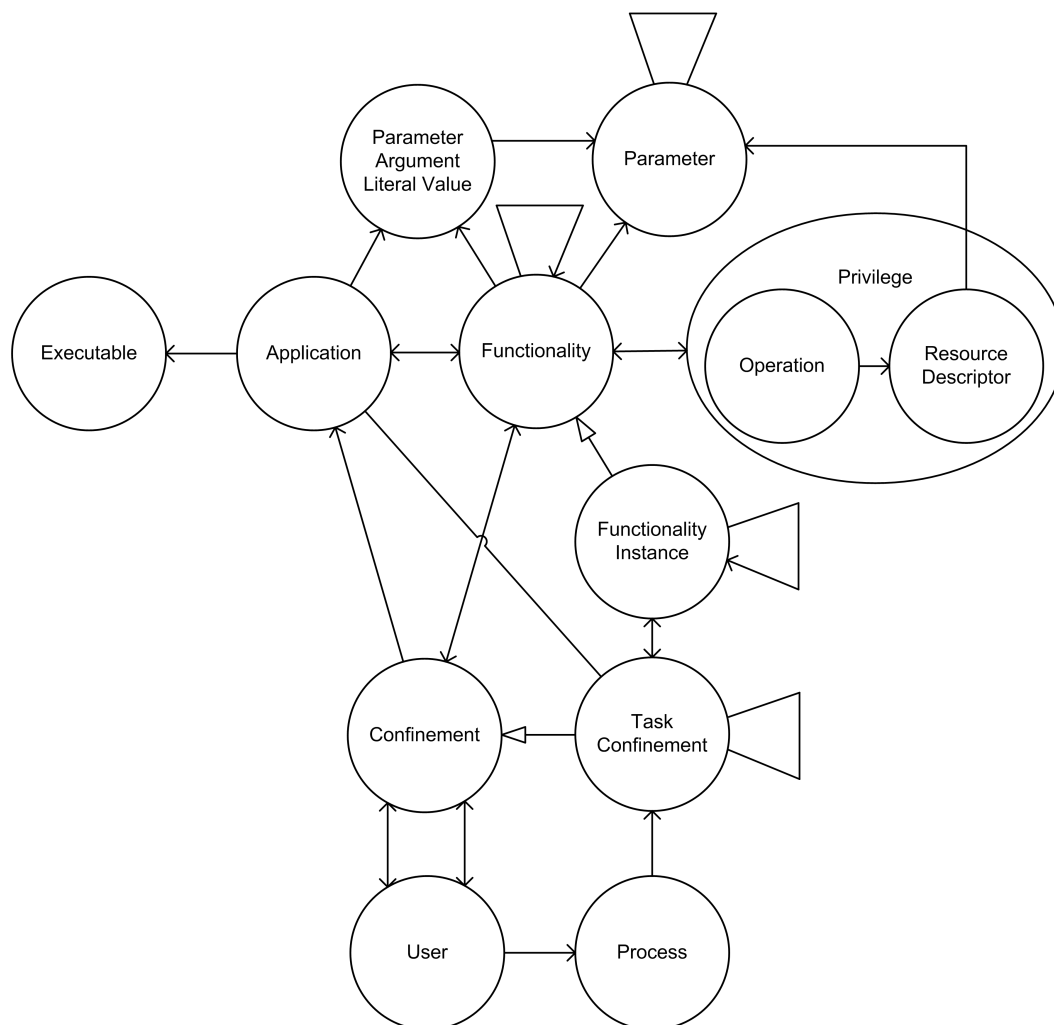 Parameter
Argument
Literal Value
Parameter
Privilege
Executable
Application
Functionality
Operation
Resource
Descriptor
Functionality
Instance
Confinement
Task
Confinement
User
Process